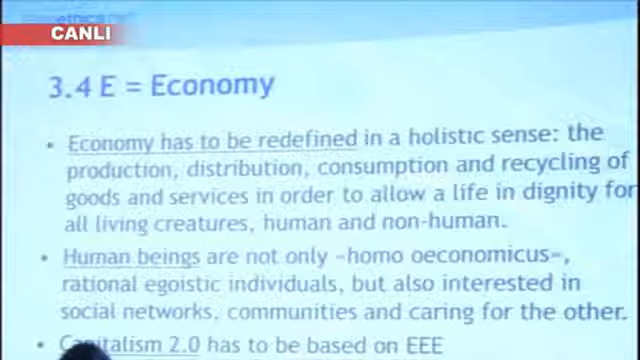 CANLI
3.4 E = Economy
• Economy has to be redefined in a holistic sense: the
production, distribution, consumption and recycling of
goods and services in order to allow a life in dignity for
all living creatures, human and non-human.
• Human beings are not only «homo oeconomicus»,
rational egoistic individuals, but also interested in
social networks, communities and caring for the other.
• Capitalism 2.0 has to be based on EEE